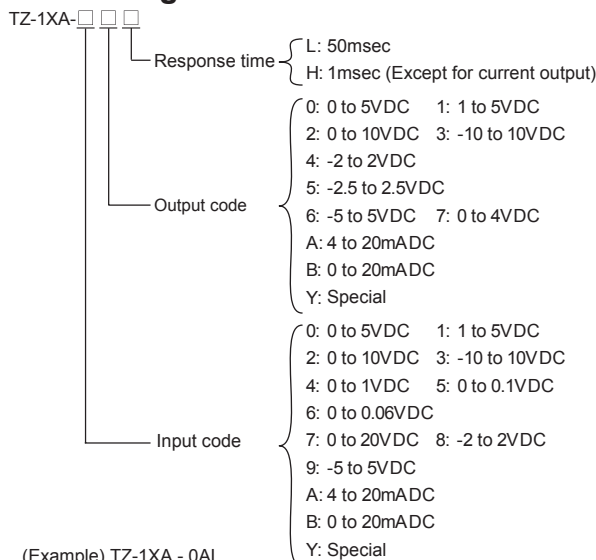 TZ-1XA-□ □ □
Response time
L: 50msec
H: 1msec (Except for current output)
Output code
0: 0 to 5VDC 1: 1 to 5VDC
2: 0 to 10VDC 3: -10 to 10VDC
4: -2 to 2VDC
5: -2.5 to 2.5VDC
6: -5 to 5VDC 7: 0 to 4VDC
A: 4 to 20mADC
B: 0 to 20mADC
Y: Special
Input code
0: 0 to 5VDC 1: 1 to 5VDC
2: 0 to 10VDC 3: -10 to 10VDC
4: 0 to 1VDC 5: 0 to 0.1VDC
6: 0 to 0.06VDC
7: 0 to 20VDC 8: -2 to 2VDC
9: -5 to 5VDC
A: 4 to 20mADC
B: 0 to 20mADC
Y: Special
(Example) TZ-1XA - 0AL